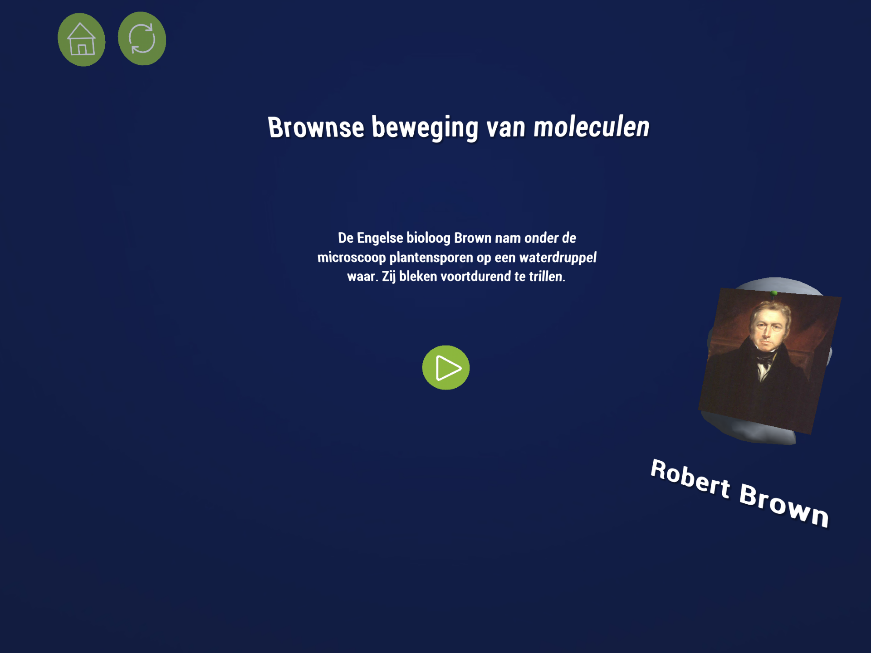 Brownse beweging van moleculen
De Engelse bioloog Brown nam onder de
microscoop plantensporen op een waterdruppel
waar. Zij bleken voortdurend te trillen.
Robert Brown